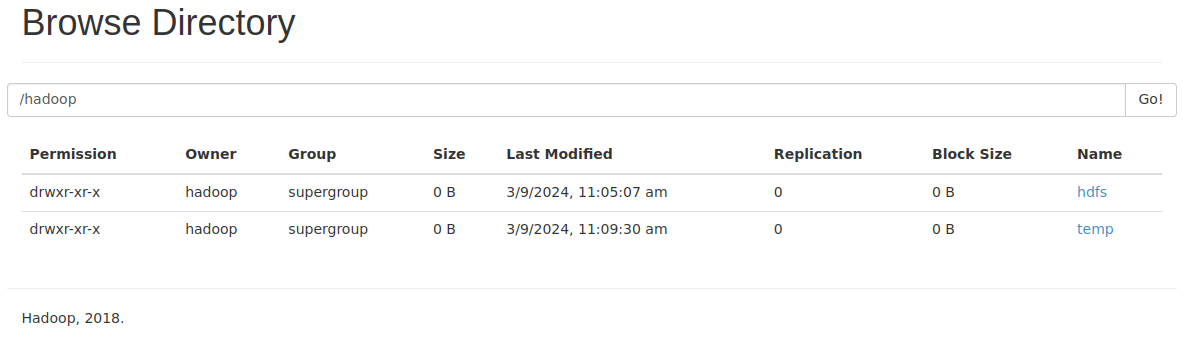 Browse Directory
/hadoop Go!
Permission Owner Group Size Last Modified Replication Block Size Name
drwxr-xr-x hadoop supergroup 0 B 3/9/2024, 11:05:07 am 0 0 B hdfs
drwxr-xr-x hadoop supergroup 0 B 3/9/2024, 11:09:30 am 0 0 B temp
Hadoop, 2018.